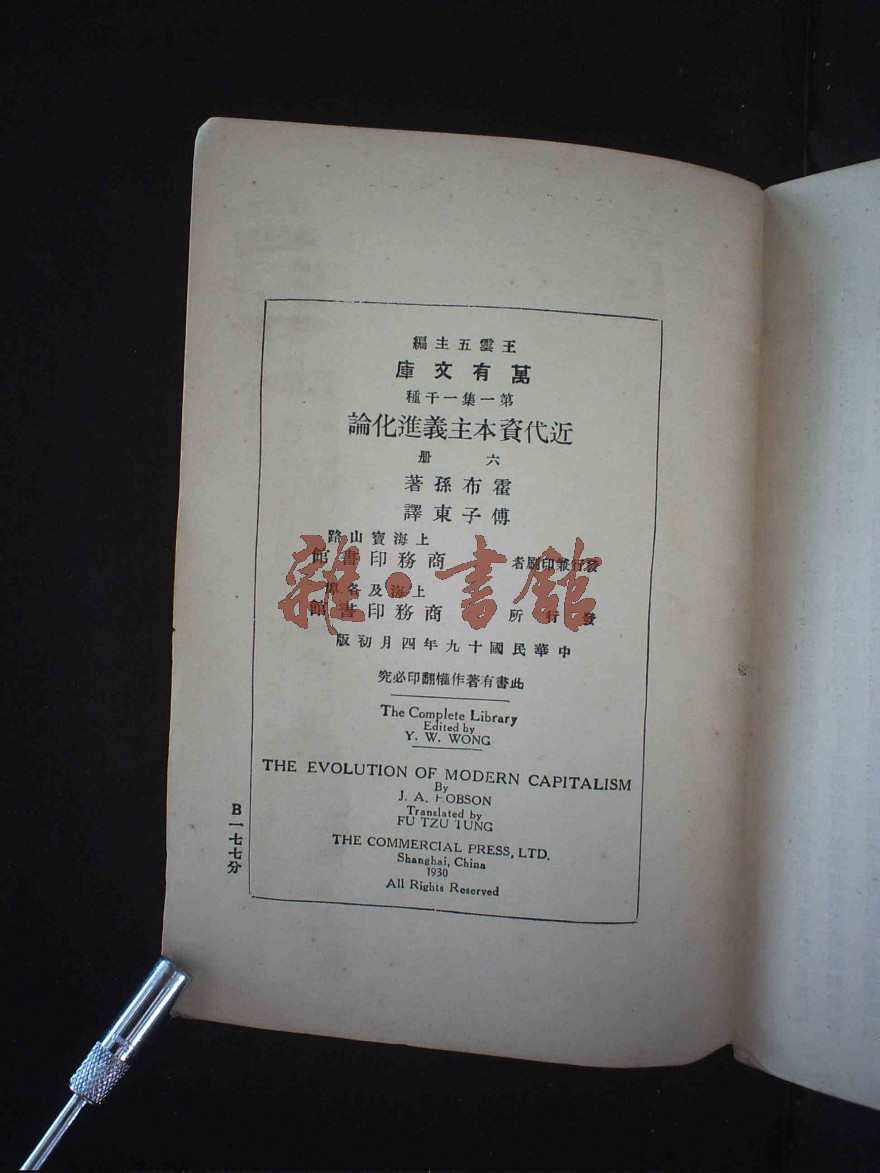 王雲五主編
萬有文庫
第一集一千種
近代資本主義進化論
六册
霍布孫著
傅子東譯
上海寶山路
發行兼印刷者 商務印書館
上海及各埠
發行所 商務印書館
中華民國十九年四月初版
此書有著作權翻印必究
The Complete Library
Edited by
Y. W. WONG
THE EVOLUTION OF MODERN CAPITALISM
By
J. A. HOBSON
Translated by
FU TZU TUNG
THE COMMERCIAL PRESS, LTD.
Shanghai, China
1930
All Rights Reserved
B一七七分
雜·書館